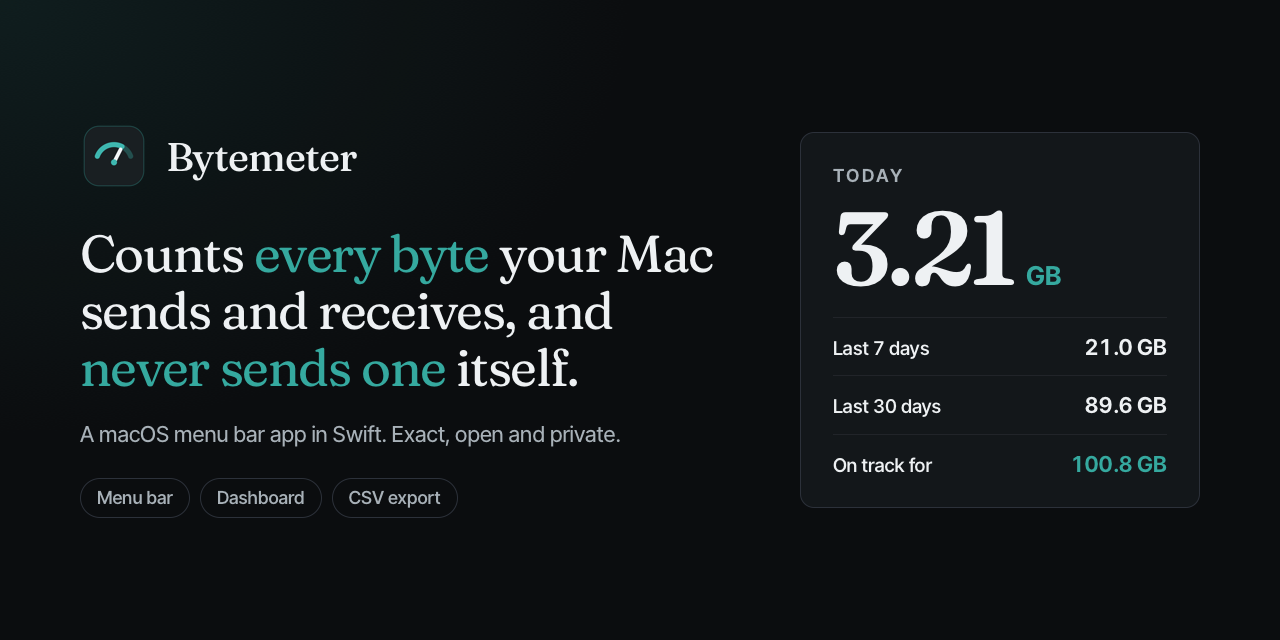 Bytemeter
Counts every byte your Mac
sends and receives, and
never sends one itself.
A macOS menu bar app in Swift. Exact, open and private.
Menu bar
Dashboard
CSV export
TODAY
3.21 GB
Last 7 days 21.0 GB
Last 30 days 89.6 GB
On track for 100.8 GB